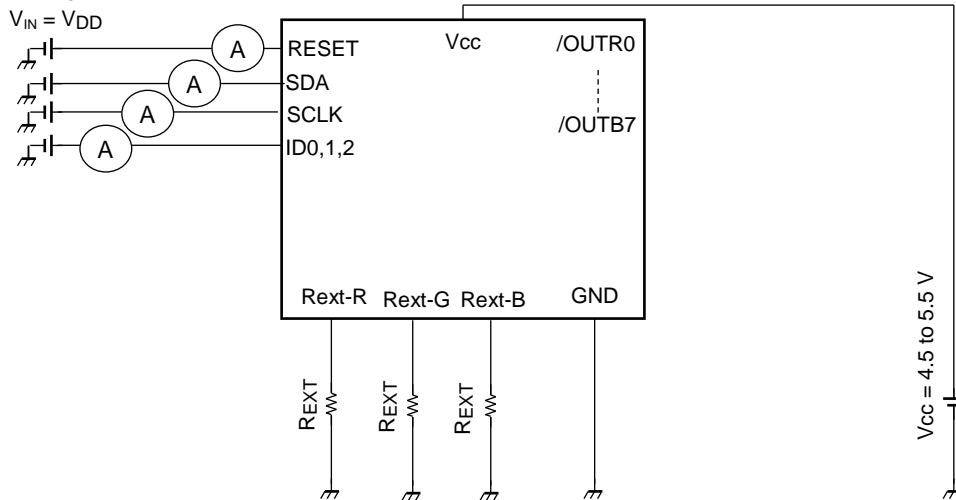 VIN = VDD
A
RESET
A
SDA
A
SCLK
A
ID0,1,2
Vcc
/OUTR0
/OUTB7
Rext-R
Rext-G
Rext-B
GND
REXT
REXT
REXT
Vcc = 4.5 to 5.5 V